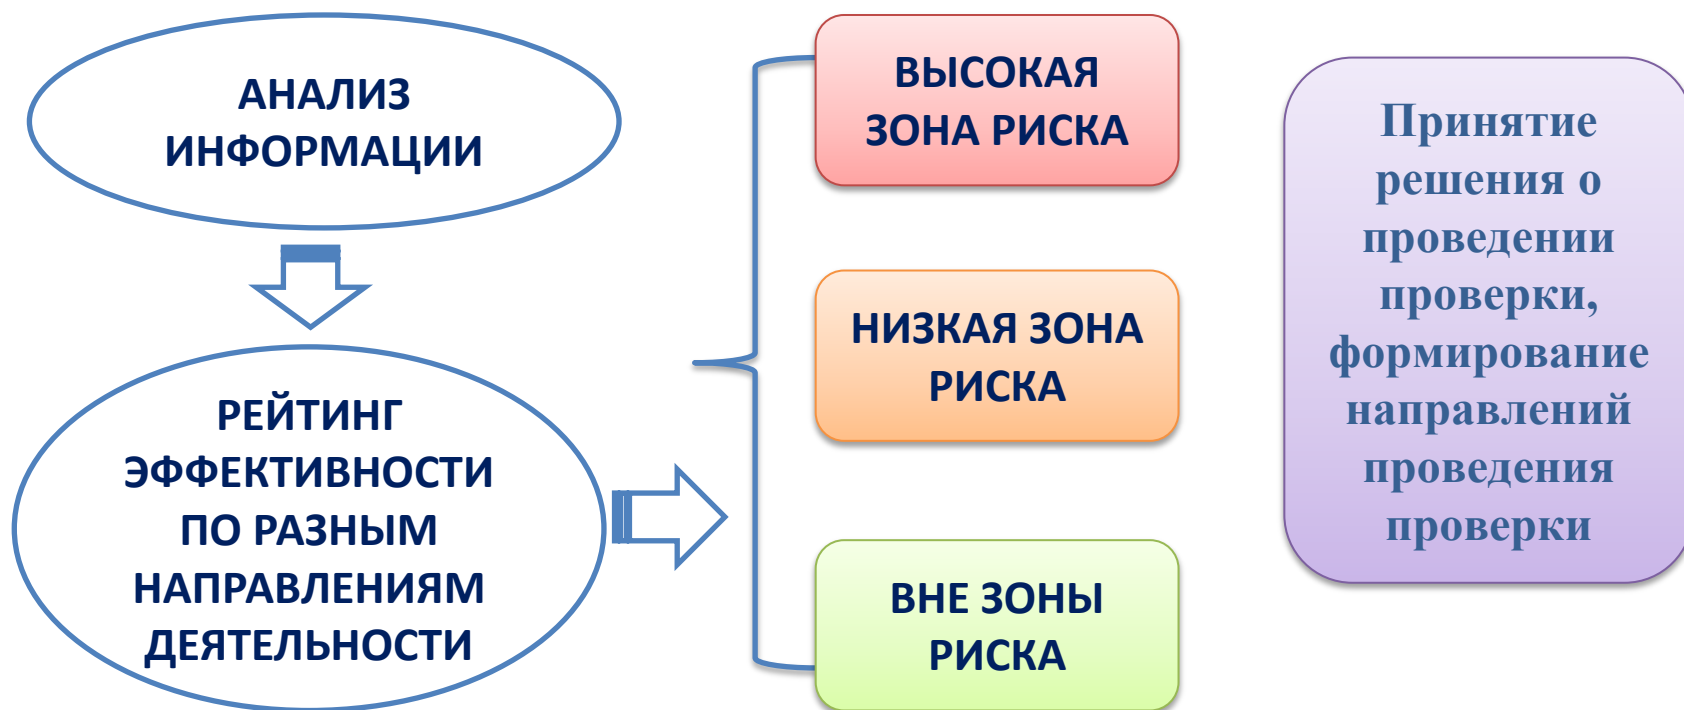 АНАЛИЗ
ИНФОРМАЦИИ
РЕЙТИНГ
ЭФФЕКТИВНОСТИ
ПО РАЗНЫМ
НАПРАВЛЕНИЯМ
ДЕЯТЕЛЬНОСТИ
ВЫСОКАЯ
ЗОНА РИСКА
НИЗКАЯ ЗОНА
РИСКА
ВНЕ ЗОНЫ
РИСКА
Принятие
решения о
проведении
проверки,
формирование
направлений
проведения
проверки